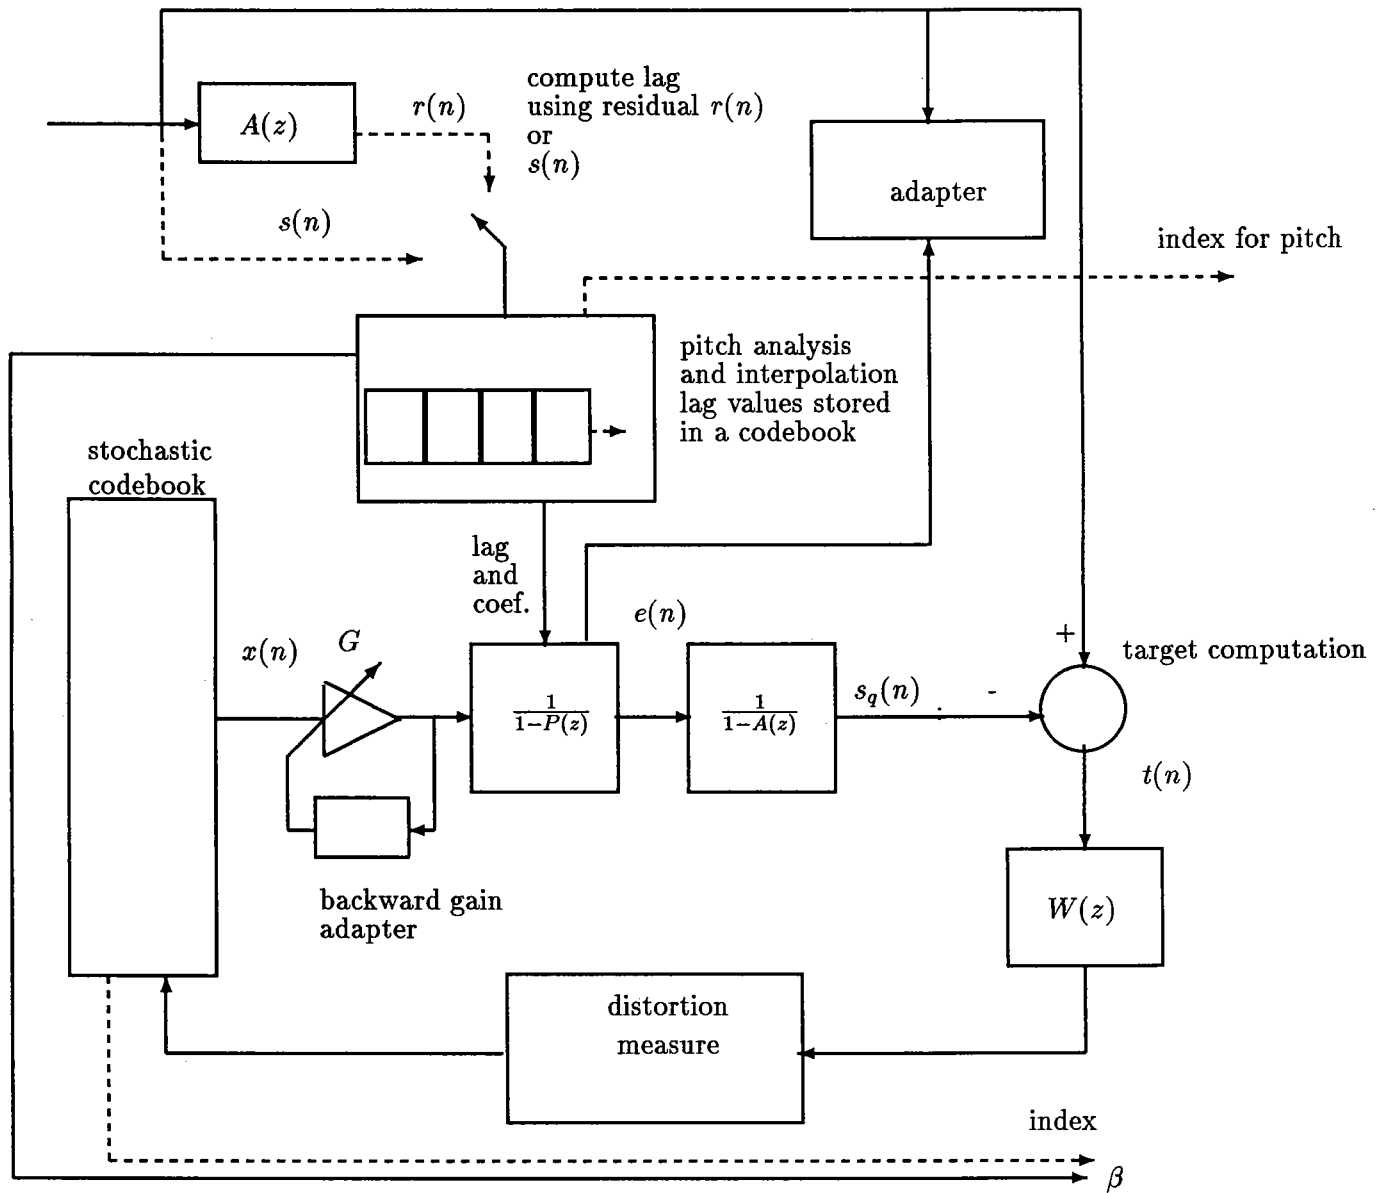 compute lag
using residual r(n)
or
s(n)
r(n)
A(z)
adapter
s(n)
index for pitch
pitch analysis
and interpolation
lag values stored
in a codebook
stochastic
codebook
lag
and
coef.
e(n)
x(n)
G
+
target computation
1/(1−P(z))
1/(1−A(z))
s_q(n)
-
t(n)
W(z)
backward gain
adapter
distortion
measure
index
β